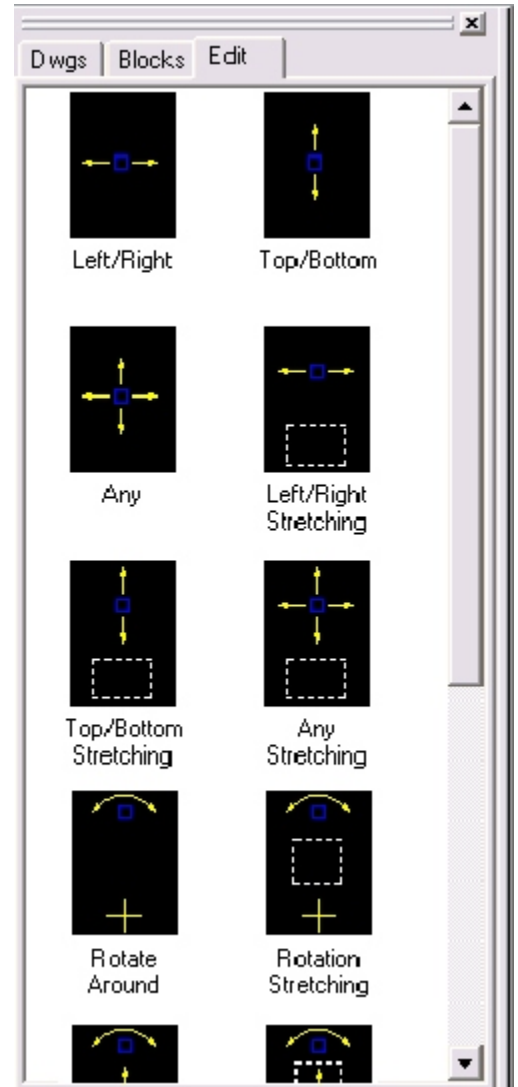 Dwgs Blocks Edit
Left/Right Top/Bottom
Any Left/Right
Stretching
Top/Bottom Any
Stretching Stretching
Rotate Rotation
Around Stretching